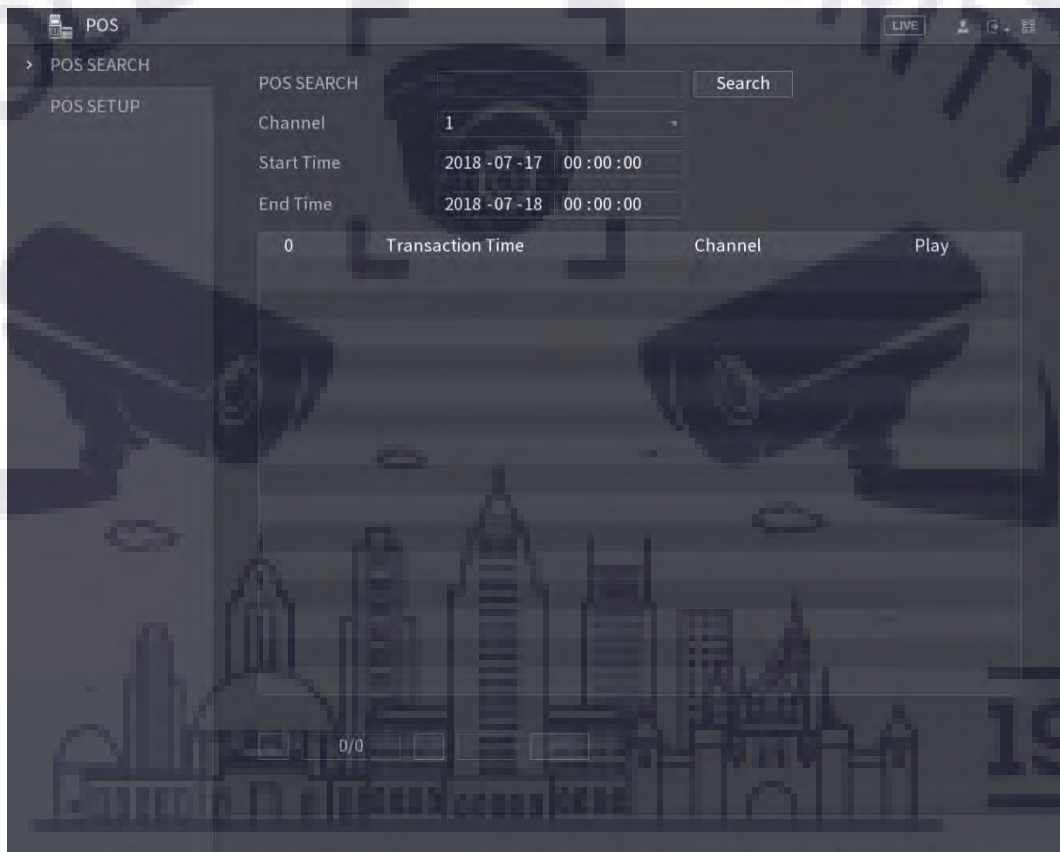 POS
LIVE
POS SEARCH
POS SETUP
POS SEARCH Search
Channel 1
Start Time 2018 -07 -17 00 : 00 : 00
End Time 2018 -07 -18 00 : 00 : 00
0 Transaction Time Channel Play
0/0